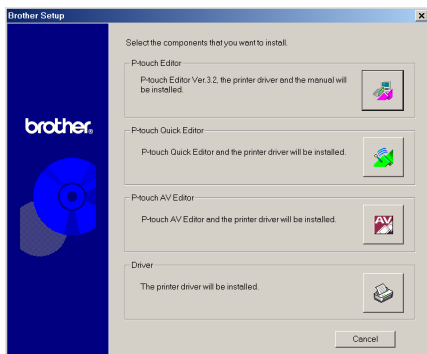 Brother Setup
Select the components that you want to install.
P-touch Editor
P-touch Editor Ver.3.2, the printer driver and the manual will
be installed.
brother®
P-touch Quick Editor
P-touch Quick Editor and the printer driver will be installed.
P-touch AV Editor
P-touch AV Editor and the printer driver will be installed.
AV
Driver
The printer driver will be installed.
Cancel